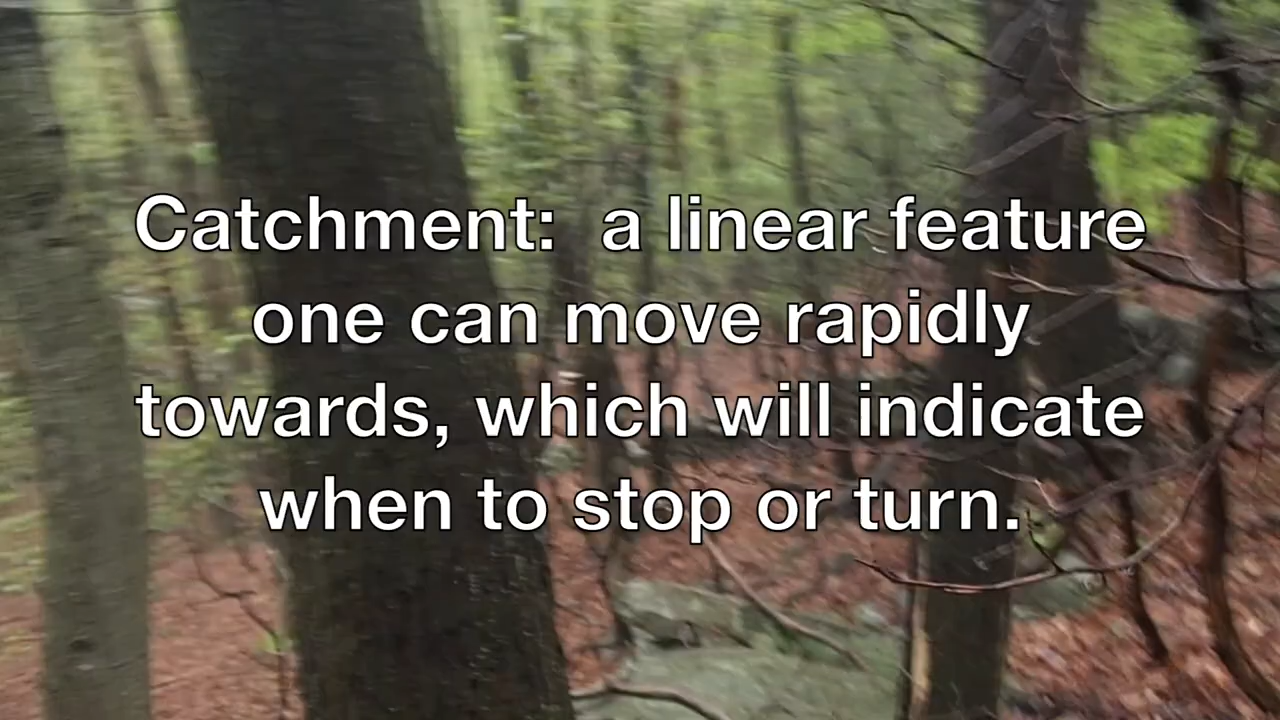 Catchment:  a linear feature
one can move rapidly
towards, which will indicate
when to stop or turn.